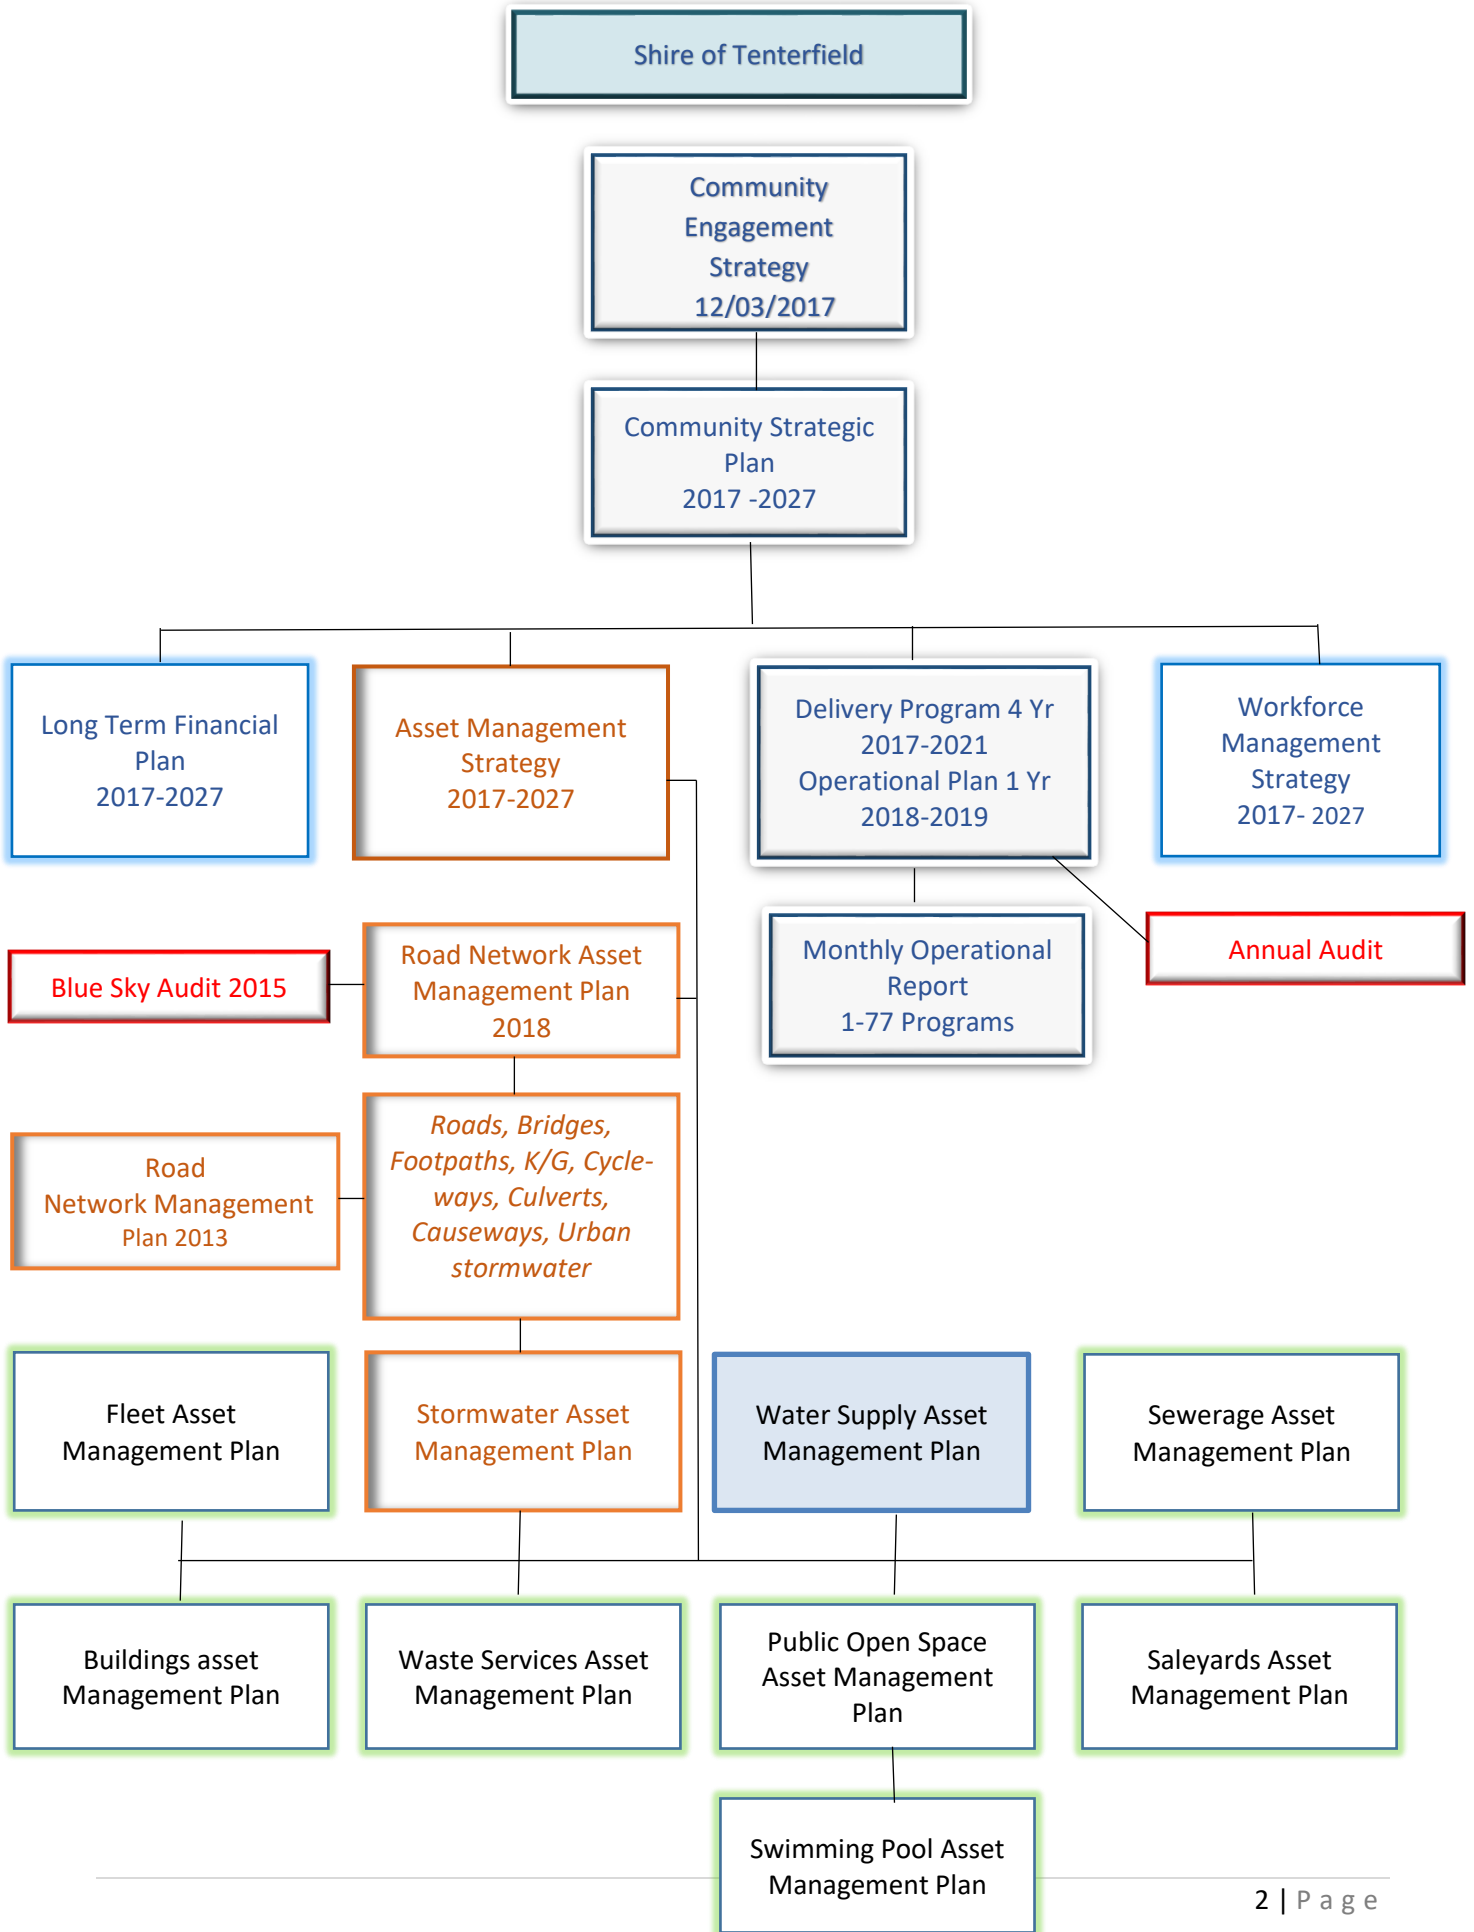 Shire of Tenterfield
Community
Engagement
Strategy
12/03/2017
Community Strategic
Plan
2017 -2027
Long Term Financial
Plan
2017-2027
Asset Management
Strategy
2017-2027
Delivery Program 4 Yr
2017-2021
Operational Plan 1 Yr
2018-2019
Workforce
Management
Strategy
2017- 2027
Blue Sky Audit 2015
Road Network Asset
Management Plan
2018
Monthly Operational
Report
1-77 Programs
Annual Audit
Road
Network Management
Plan 2013
Roads, Bridges,
Footpaths, K/G, Cycle-
ways, Culverts,
Causeways, Urban
stormwater
Fleet Asset
Management Plan
Stormwater Asset
Management Plan
Water Supply Asset
Management Plan
Sewerage Asset
Management Plan
Buildings asset
Management Plan
Waste Services Asset
Management Plan
Public Open Space
Asset Management
Plan
Saleyards Asset
Management Plan
Swimming Pool Asset
Management Plan
2 | P a g e